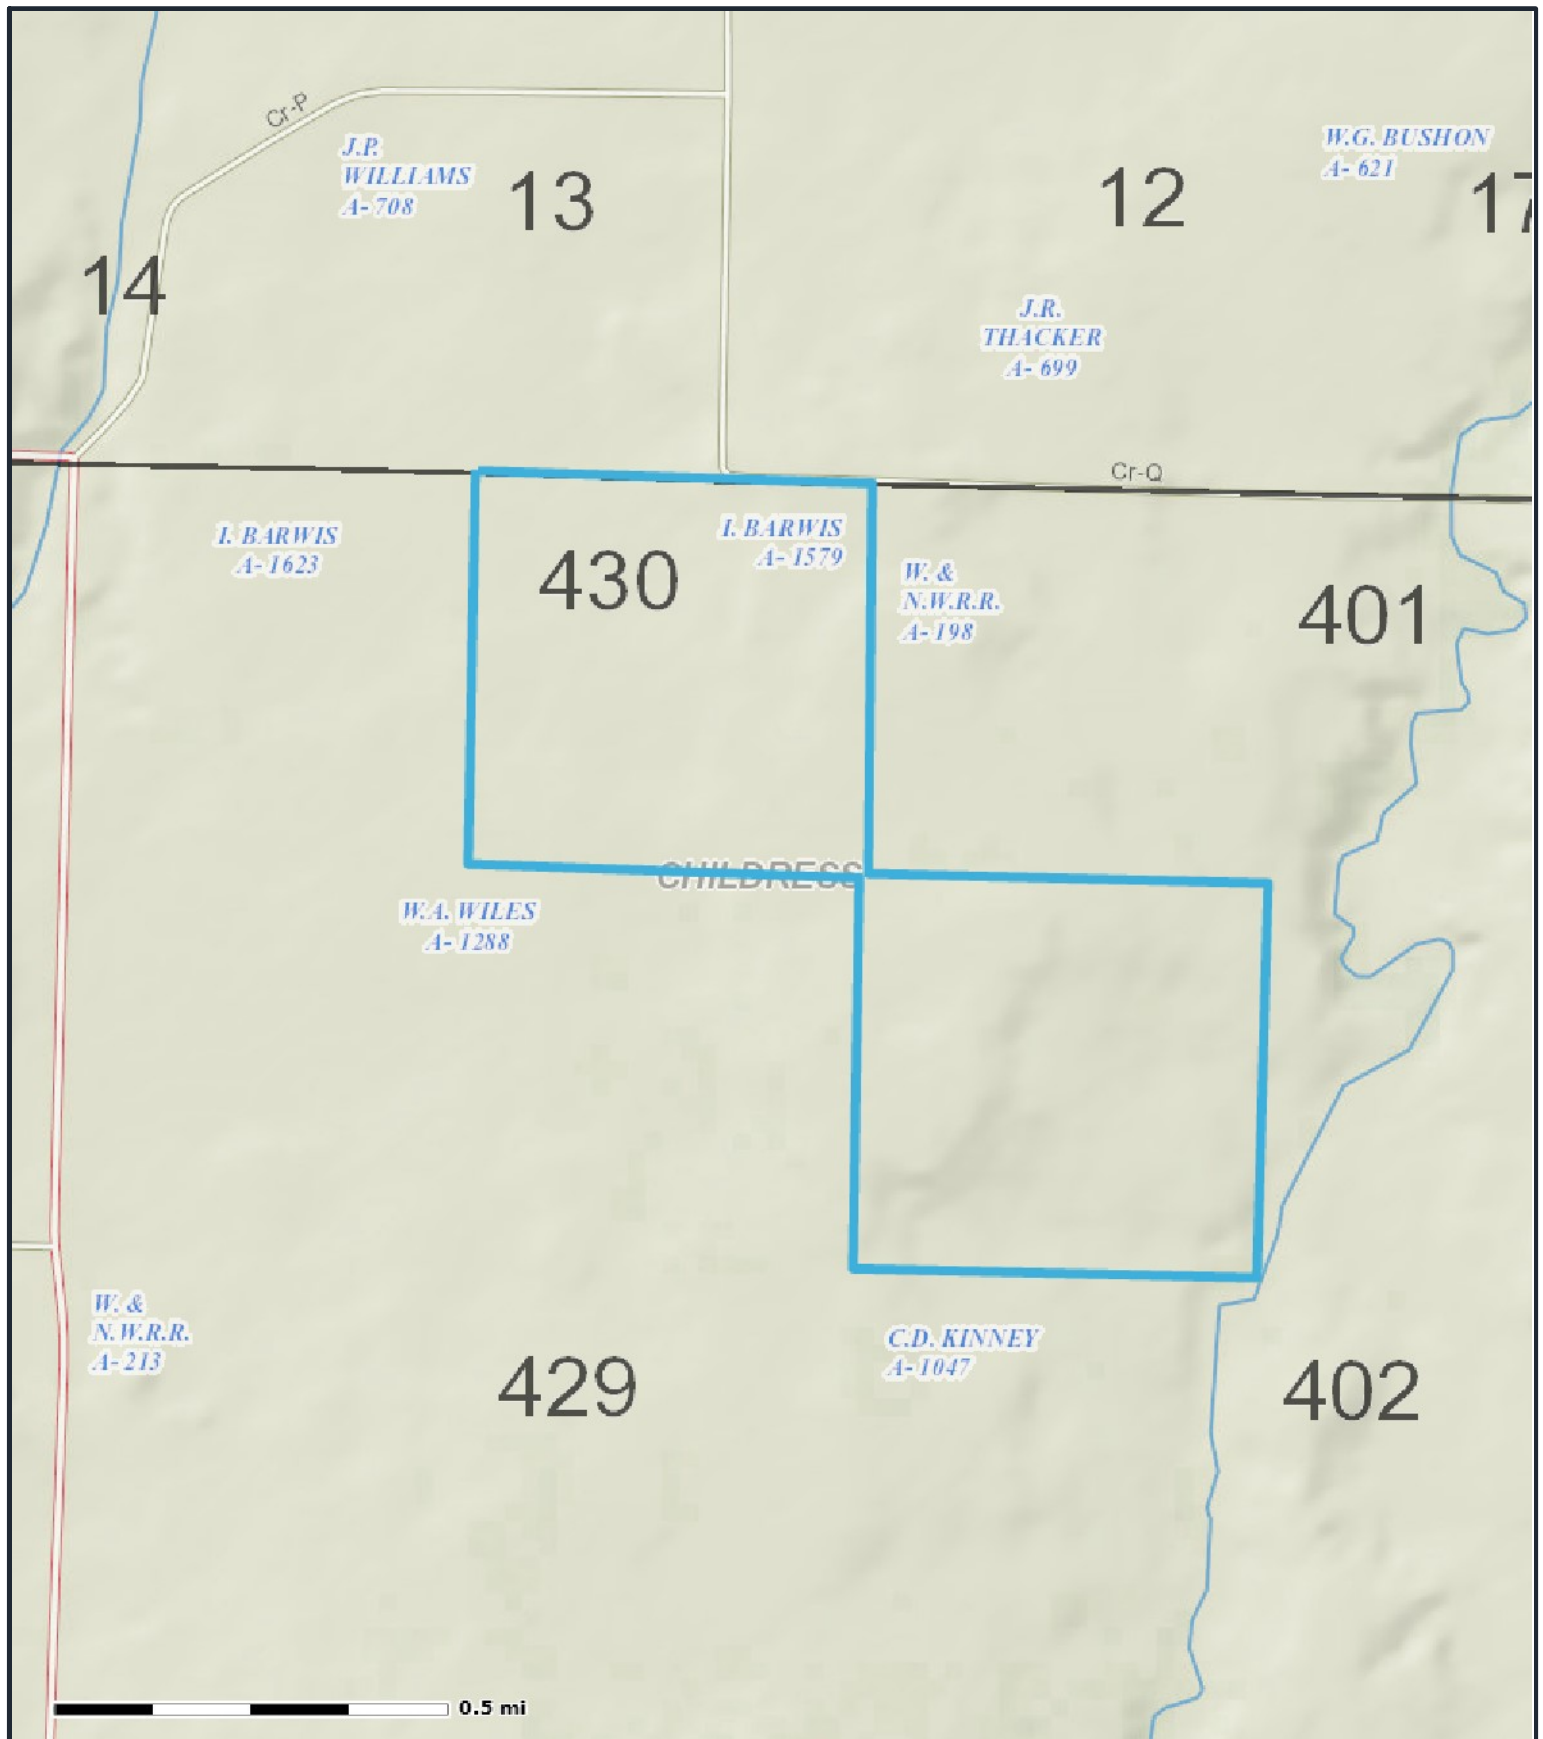 Cr-P
J.P.
WILLIAMS
A- 708
13
12
W.G. BUSHON
A- 621
17
14
J.R.
THACKER
A- 699
Cr-Q
I. BARWIS
A- 1623
430
I. BARWIS
A- 1579
W. &
N.W.R.R.
A- 198
401
CHILDRESS
W.A. WILES
A- 1288
W. &
N.W.R.R.
A- 213
429
C.D. KINNEY
A- 1047
402
0.5 mi